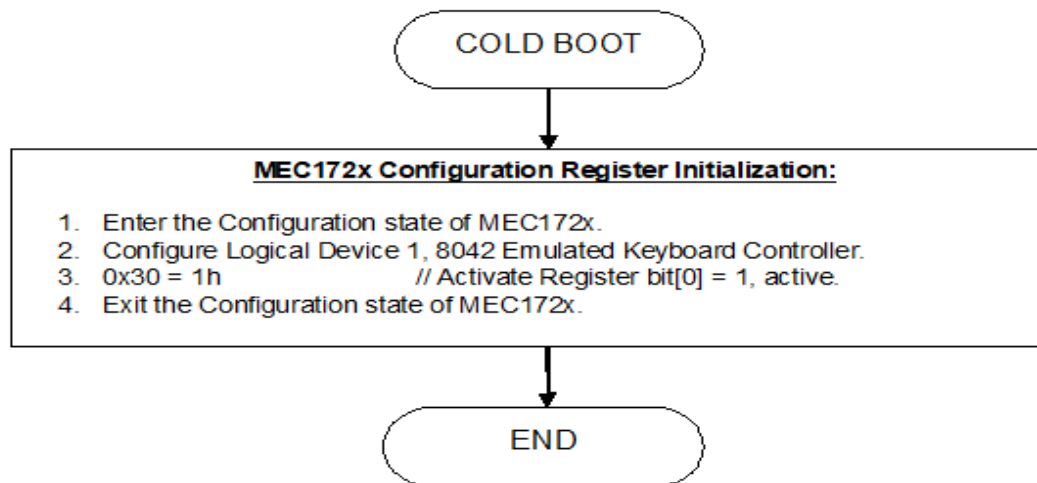 COLD BOOT
MEC172x Configuration Register Initialization:
1. Enter the Configuration state of MEC172x.
2. Configure Logical Device 1, 8042 Emulated Keyboard Controller.
3. 0x30 = 1h // Activate Register bit[0] = 1, active.
4. Exit the Configuration state of MEC172x.
END